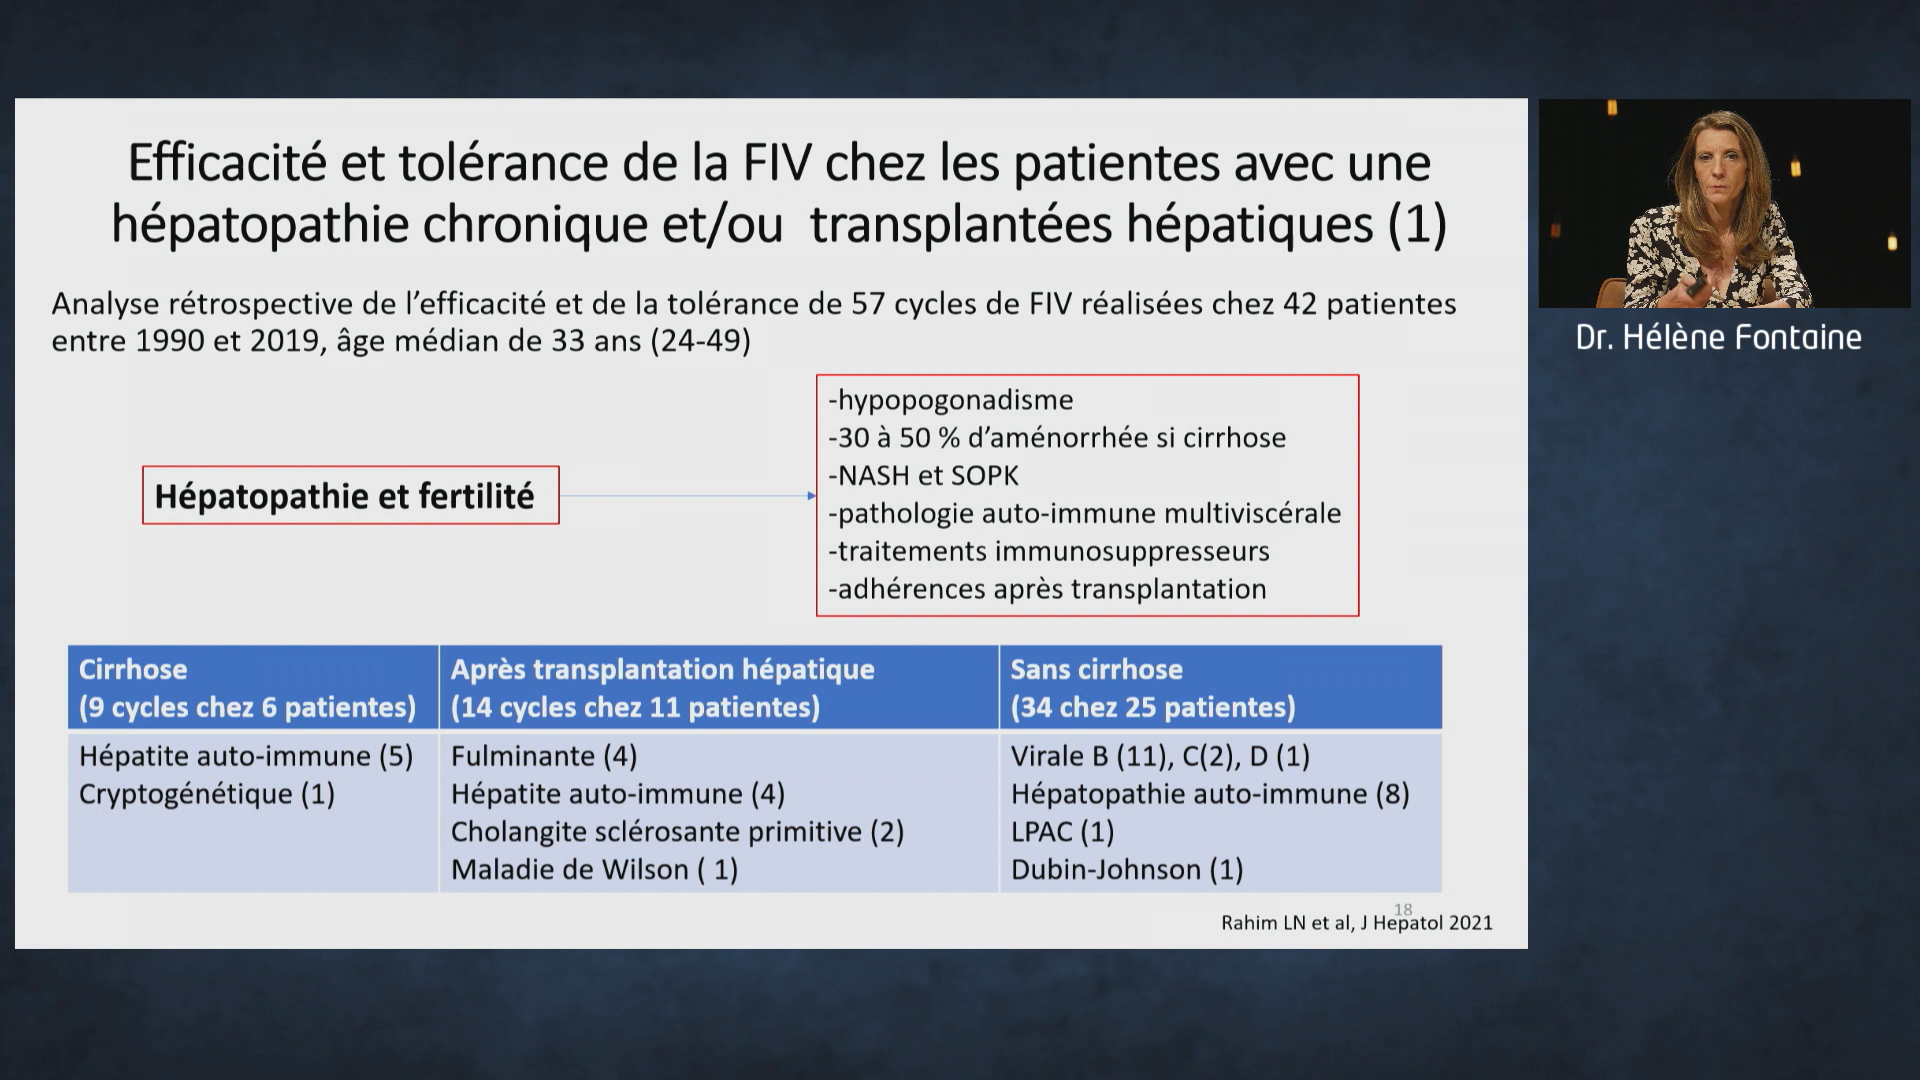 Efficacité et tolérance de la FIV chez les patientes avec une
hépatopathie chronique et/ou transplantées hépatiques (1)
Analyse rétrospective de l’efficacité et de la tolérance de 57 cycles de FIV réalisées chez 42 patientes
entre 1990 et 2019, âge médian de 33 ans (24-49)
Hépatopathie et fertilité
-hypopogonadisme
-30 à 50 % d’aménorrhée si cirrhose
-NASH et SOPK
-pathologie auto-immune multiviscérale
-traitements immunosuppresseurs
-adhérences après transplantation
Cirrhose
(9 cycles chez 6 patientes)
Après transplantation hépatique
(14 cycles chez 11 patientes)
Sans cirrhose
(34 chez 25 patientes)
Hépatite auto-immune (5)
Cryptogénétique (1)
Fulminante (4)
Hépatite auto-immune (4)
Cholangite sclérosante primitive (2)
Maladie de Wilson ( 1)
Virale B (11), C(2), D (1)
Hépatopathie auto-immune (8)
LPAC (1)
Dubin-Johnson (1)
18
Rahim LN et al, J Hepatol 2021
Dr. Hélène Fontaine